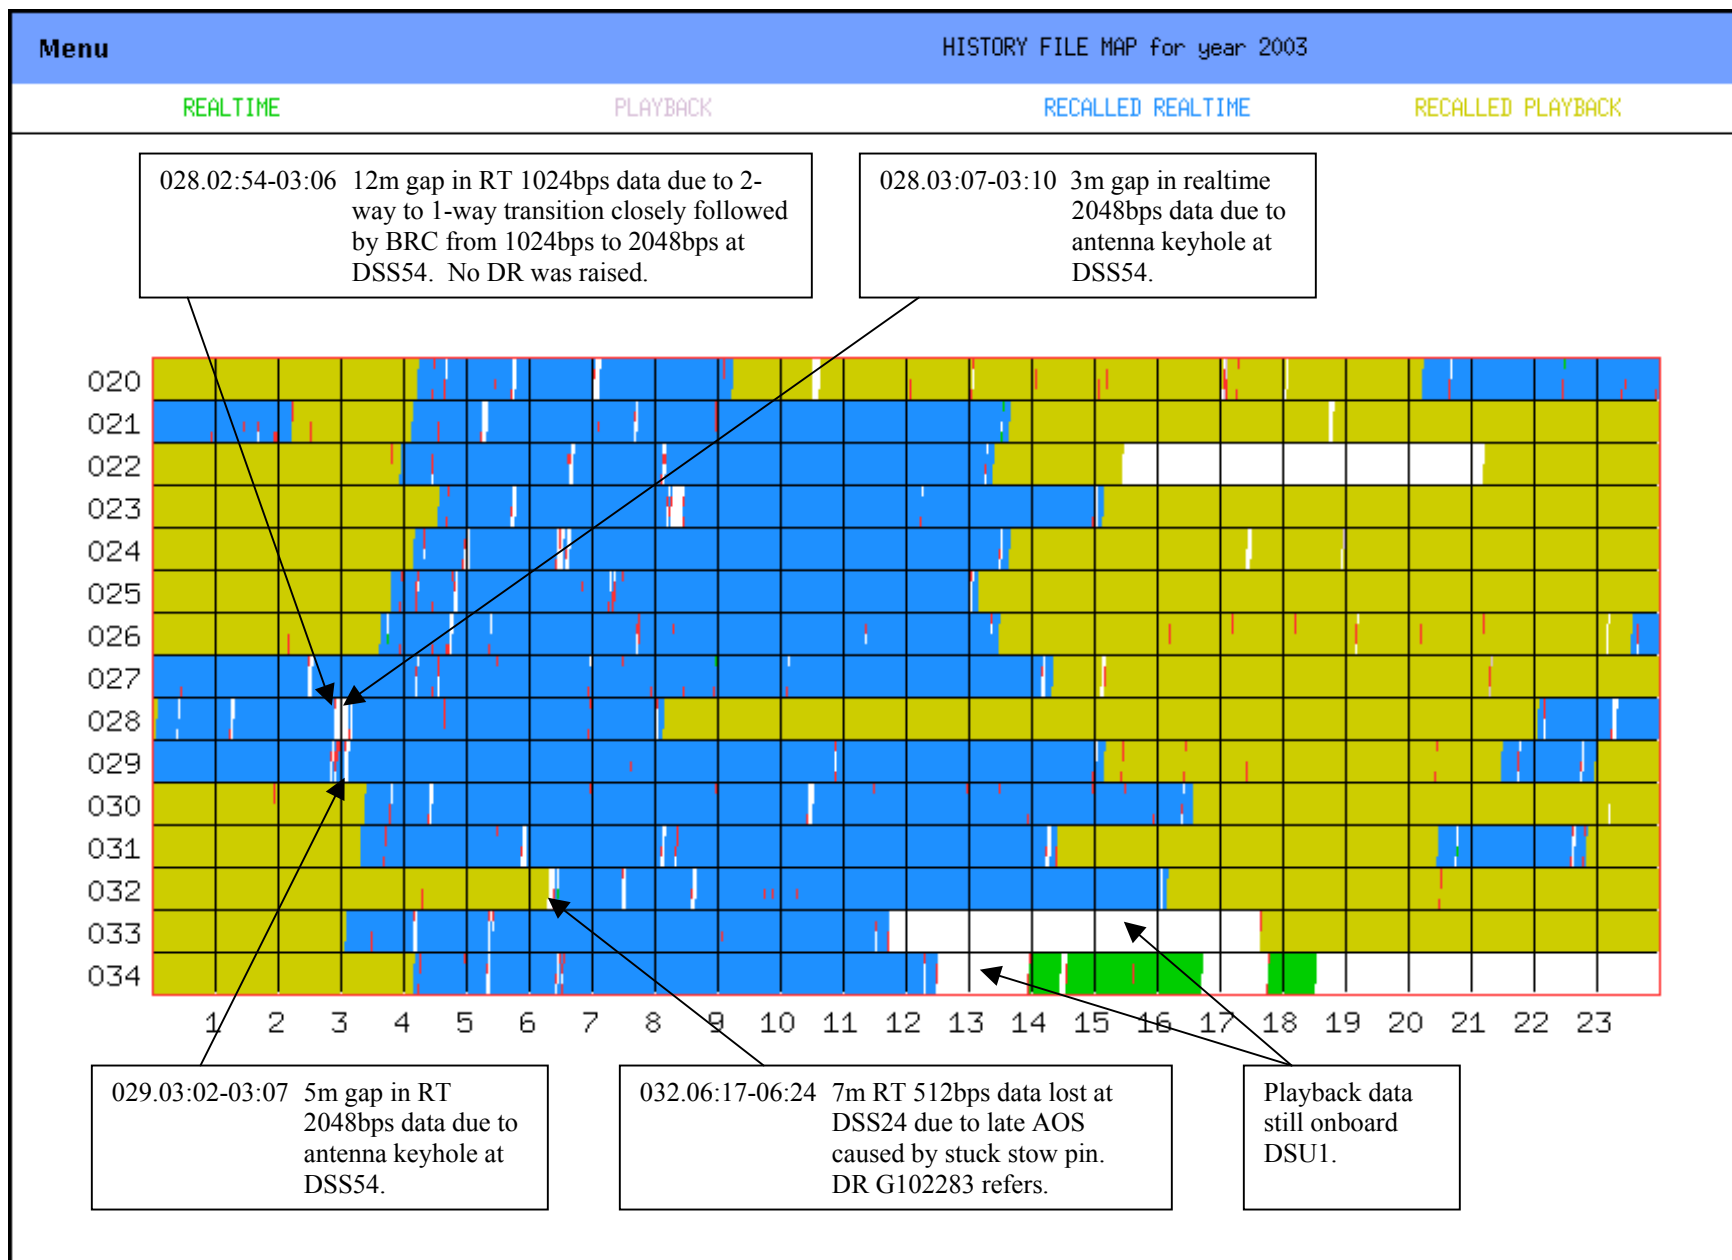 Menu
HISTORY FILE MAP for year 2003
REALTIME PLAYBACK RECALLED REALTIME RECALLED PLAYBACK
028.02:54-03:06 12m gap in RT 1024bps data due to 2-
way to 1-way transition closely followed
by BRC from 1024bps to 2048bps at
DSS54. No DR was raised.
028.03:07-03:10 3m gap in realtime
2048bps data due to
antenna keyhole at
DSS54.
020
021
022
023
024
025
026
027
028
029
030
031
032
033
034
1 2 3 4 5 6 7 8 9 10 11 12 13 14 15 16 17 18 19 20 21 22 23
029.03:02-03:07 5m gap in RT
2048bps data due to
antenna keyhole at
DSS54.
032.06:17-06:24 7m RT 512bps data lost at
DSS24 due to late AOS
caused by stuck stow pin.
DR G102283 refers.
Playback data
still onboard
DSU1.